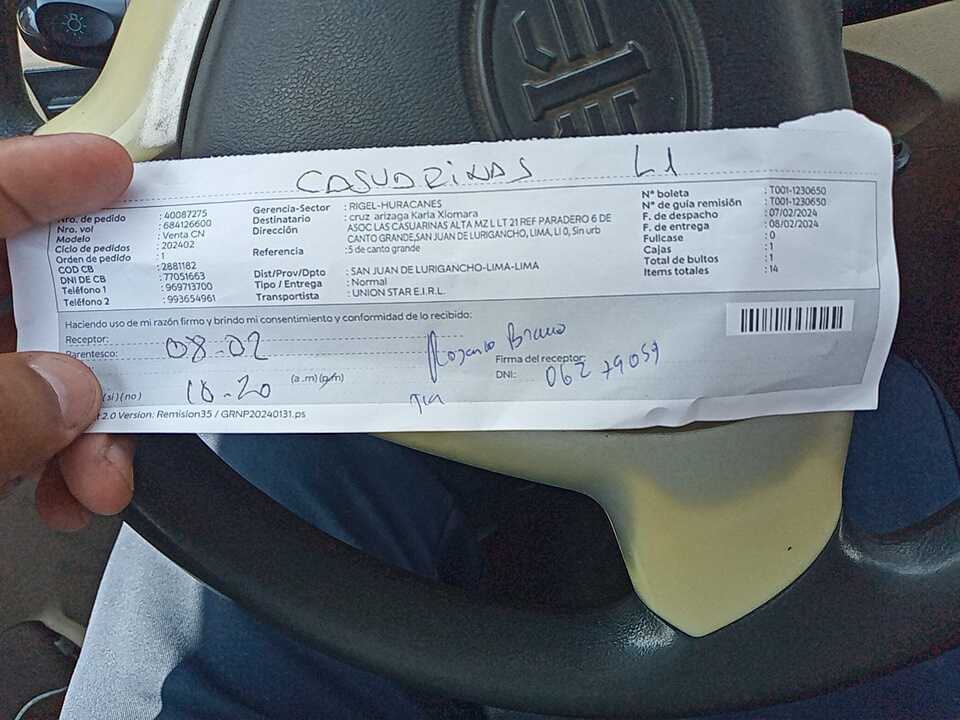 CASUARINAS L1
Nro. de pedido : 40087275
Nro. vol : 684126600
Modelo : Venta CN
Ciclo de pedidos : 202402
Orden de pedido : 1
COD CB : 2881182
DNI DE CB : 77051663
Teléfono 1 : 969713700
Teléfono 2 : 993654961
Gerencia-Sector : RIGEL-HURACANES
Destinatario : cruz arizaga Karla Xiomara
Dirección : ASOC LAS CASUARINAS ALTA MZ L LT 21 REF PARADERO 6 DE
CANTO GRANDE,SAN JUAN DE LURIGANCHO, LIMA, LI 0, Sin urb
Referencia : 5 de canto grande
Dist/Prov/Dpto : SAN JUAN DE LURIGANCHO-LIMA-LIMA
Tipo / Entrega : Normal
Transportista : UNION STAR E.I.R.L.
N° boleta : T001-1230650
N° de guía remisión : T001-1230650
F. de despacho : 07/02/2024
F. de entrega : 08/02/2024
Fullcase : 0
Cajas : 1
Total de bultos : 1
Items totales : 14
Haciendo uso de mi razón firmo y brindo mi consentimiento y conformidad de lo recibido:
Receptor:
Parentesco:
08-02
Firma del receptor:
DNI: 062 79059
(si)(no) 10-20 (a.m)(p.m)
2.0 Version: Remision35 / GRNP20240131.ps